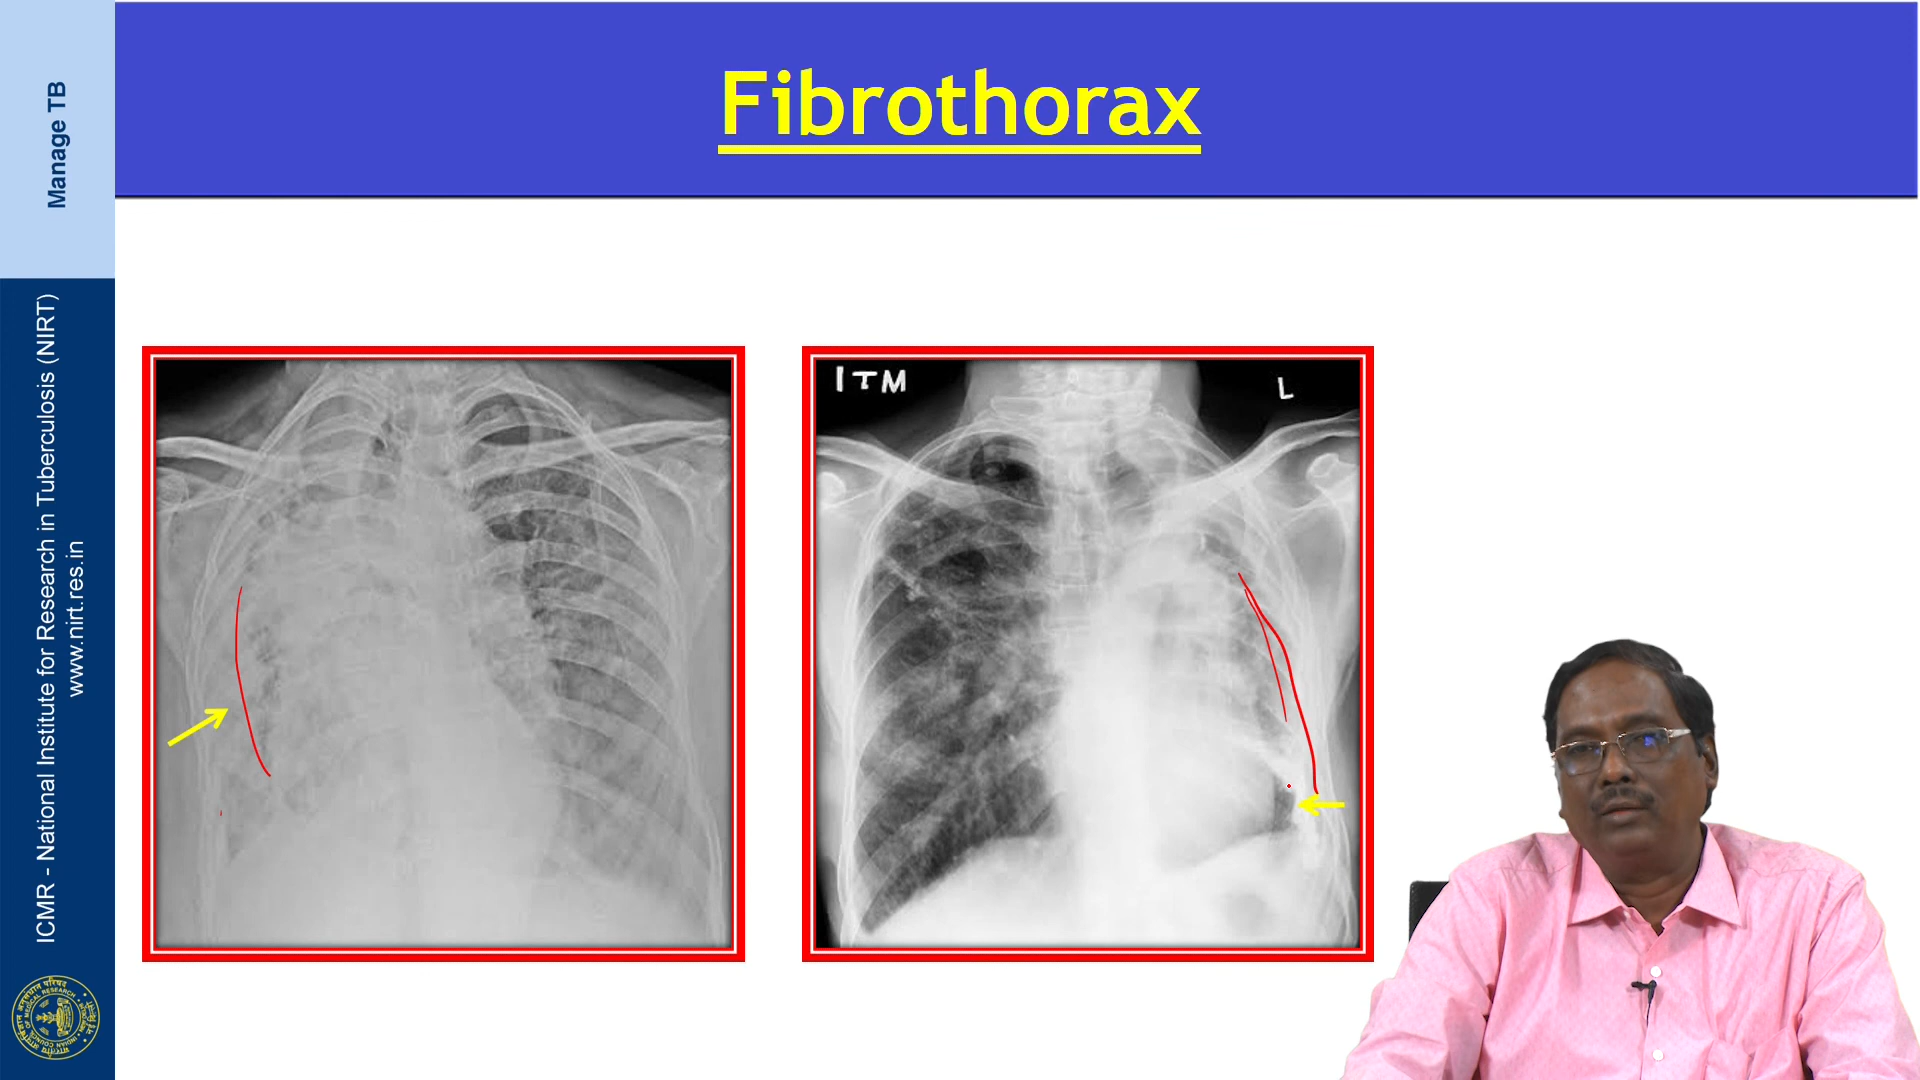 Fibrothorax
Manage TB
ICMR - National Institute for Research in Tuberculosis (NIRT)
www.nirt.res.in
ITM
L